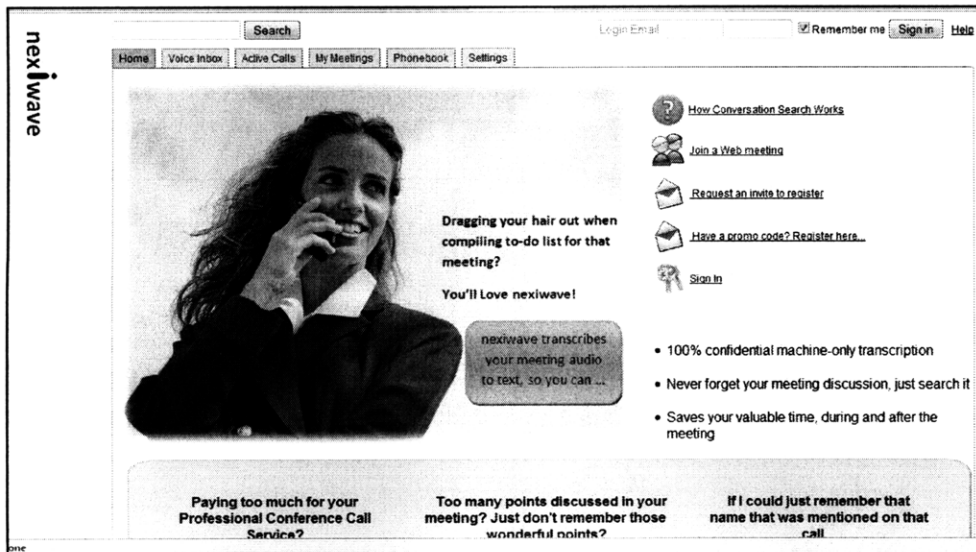 nexiwave
Search
Login Email
Remember me
Sign in
Help
Home
Voice Inbox
Active Calls
My Meetings
Phonebook
Settings
Dragging your hair out when
compiling to-do list for that
meeting?
You'll Love nexiwave!
nexiwave transcribes
your meeting audio
to text, so you can ...
How Conversation Search Works
Join a Web meeting
Request an invite to register
Have a promo code? Register here...
Sign In
• 100% confidential machine-only transcription
• Never forget your meeting discussion, just search it
• Saves your valuable time, during and after the
meeting
Paying too much for your
Professional Conference Call
Service?
Too many points discussed in your
meeting? Just don't remember those
wonderful points?
If I could just remember that
name that was mentioned on that
call
one